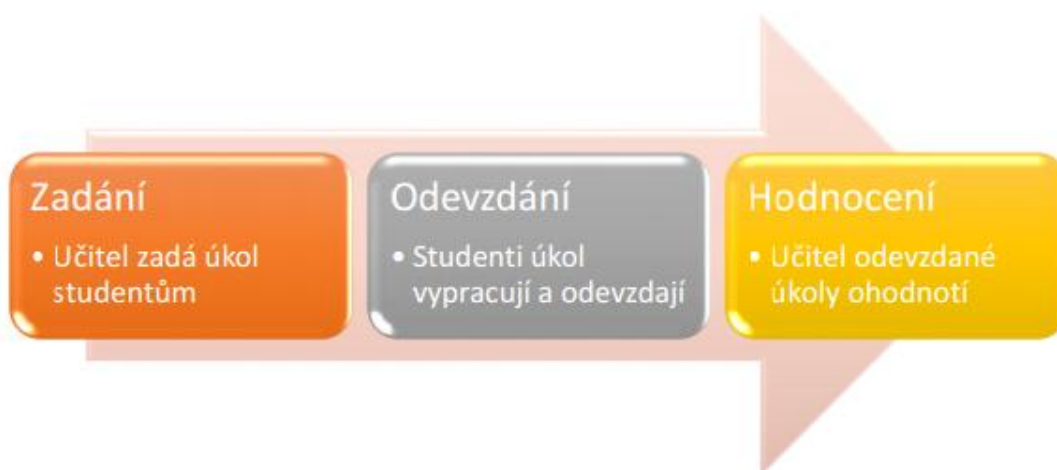 Zadání
• Učitel zadá úkol
studentům
Odevzdání
• Studenti úkol
vypracují a odevzdají
Hodnocení
• Učitel odevzdané
úkoly ohodnotí